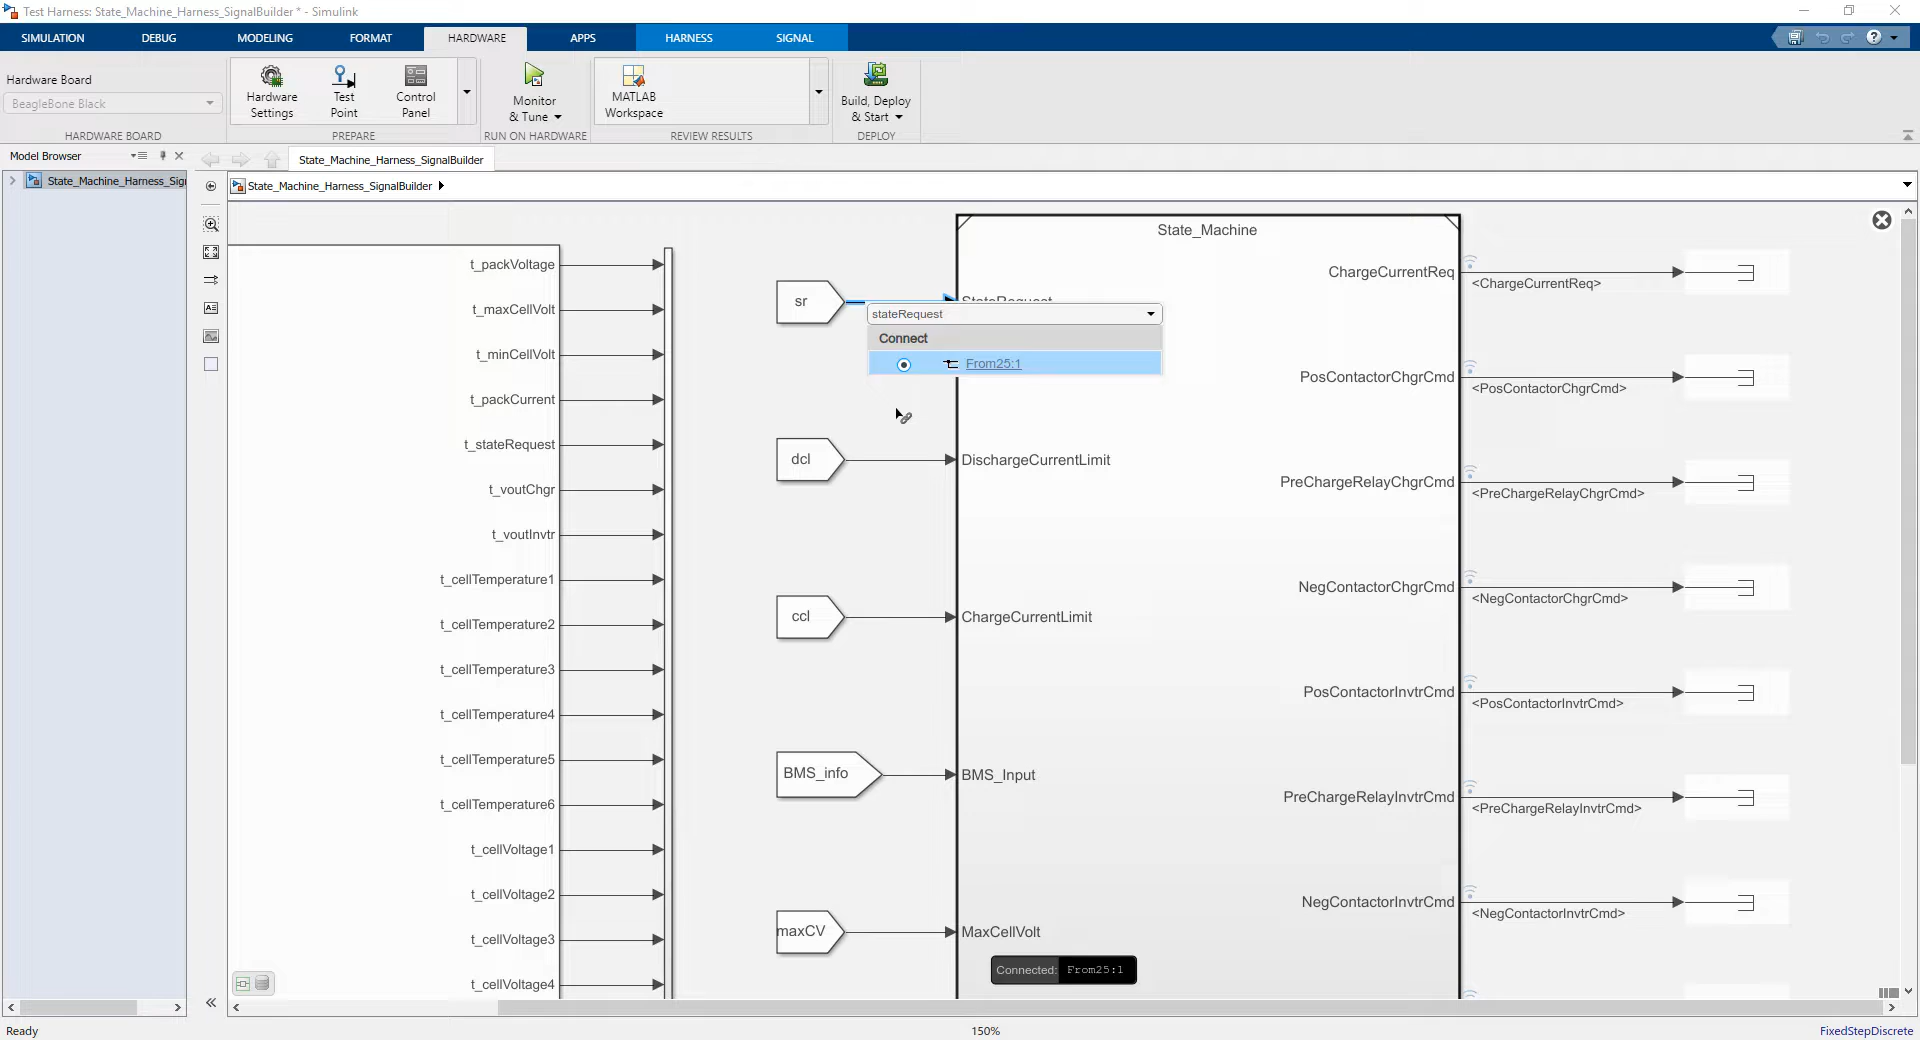 Test Harness: State_Machine_Harness_SignalBuilder * - Simulink
SIMULATION
DEBUG
MODELING
FORMAT
HARDWARE
APPS
HARNESS
SIGNAL
Hardware Board
BeagleBone Black
HARDWARE BOARD
Hardware
Settings
Test
Point
Control
Panel
PREPARE
Monitor
& Tune
RUN ON HARDWARE
MATLAB
Workspace
REVIEW RESULTS
Build, Deploy
& Start
DEPLOY
Model Browser
State_Machine_Harness_SignalBuilder
State_Machine_Harness_Sig
State_Machine_Harness_SignalBuilder
t_packVoltage
t_maxCellVolt
t_minCellVolt
t_packCurrent
t_stateRequest
t_voutChgr
t_voutInvtr
t_cellTemperature1
t_cellTemperature2
t_cellTemperature3
t_cellTemperature4
t_cellTemperature5
t_cellTemperature6
t_cellVoltage1
t_cellVoltage2
t_cellVoltage3
t_cellVoltage4
sr
dcl
ccl
BMS_info
maxCV
State_Machine
StateRequest
stateRequest
Connect
From25:1
DischargeCurrentLimit
ChargeCurrentLimit
BMS_Input
MaxCellVolt
Connected: From25:1
ChargeCurrentReq
<ChargeCurrentReq>
PosContactorChgrCmd
<PosContactorChgrCmd>
PreChargeRelayChgrCmd
<PreChargeRelayChgrCmd>
NegContactorChgrCmd
<NegContactorChgrCmd>
PosContactorInvtrCmd
<PosContactorInvtrCmd>
PreChargeRelayInvtrCmd
<PreChargeRelayInvtrCmd>
NegContactorInvtrCmd
<NegContactorInvtrCmd>
Ready
150%
FixedStepDiscrete